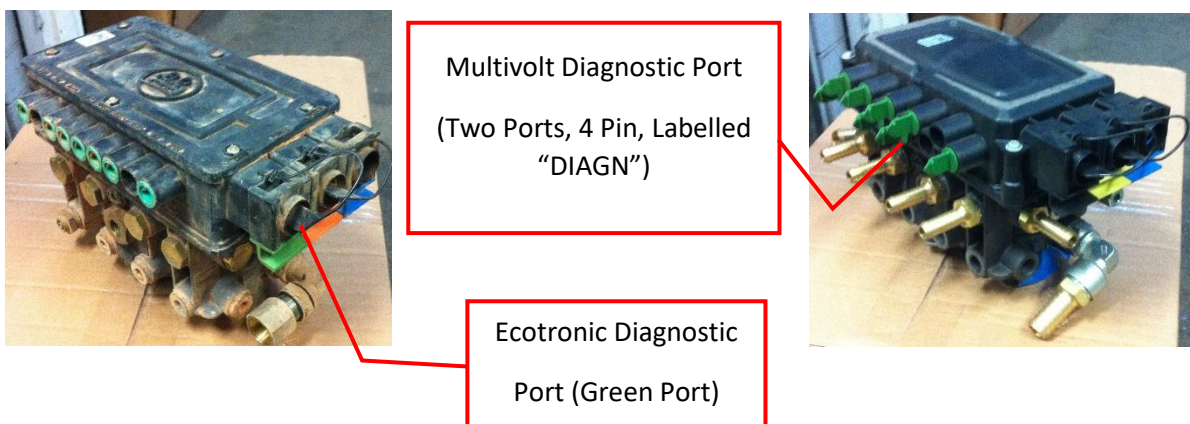 Multivolt Diagnostic Port
(Two Ports, 4 Pin, Labelled
“DIAGN”)
Ecotronic Diagnostic
Port (Green Port)